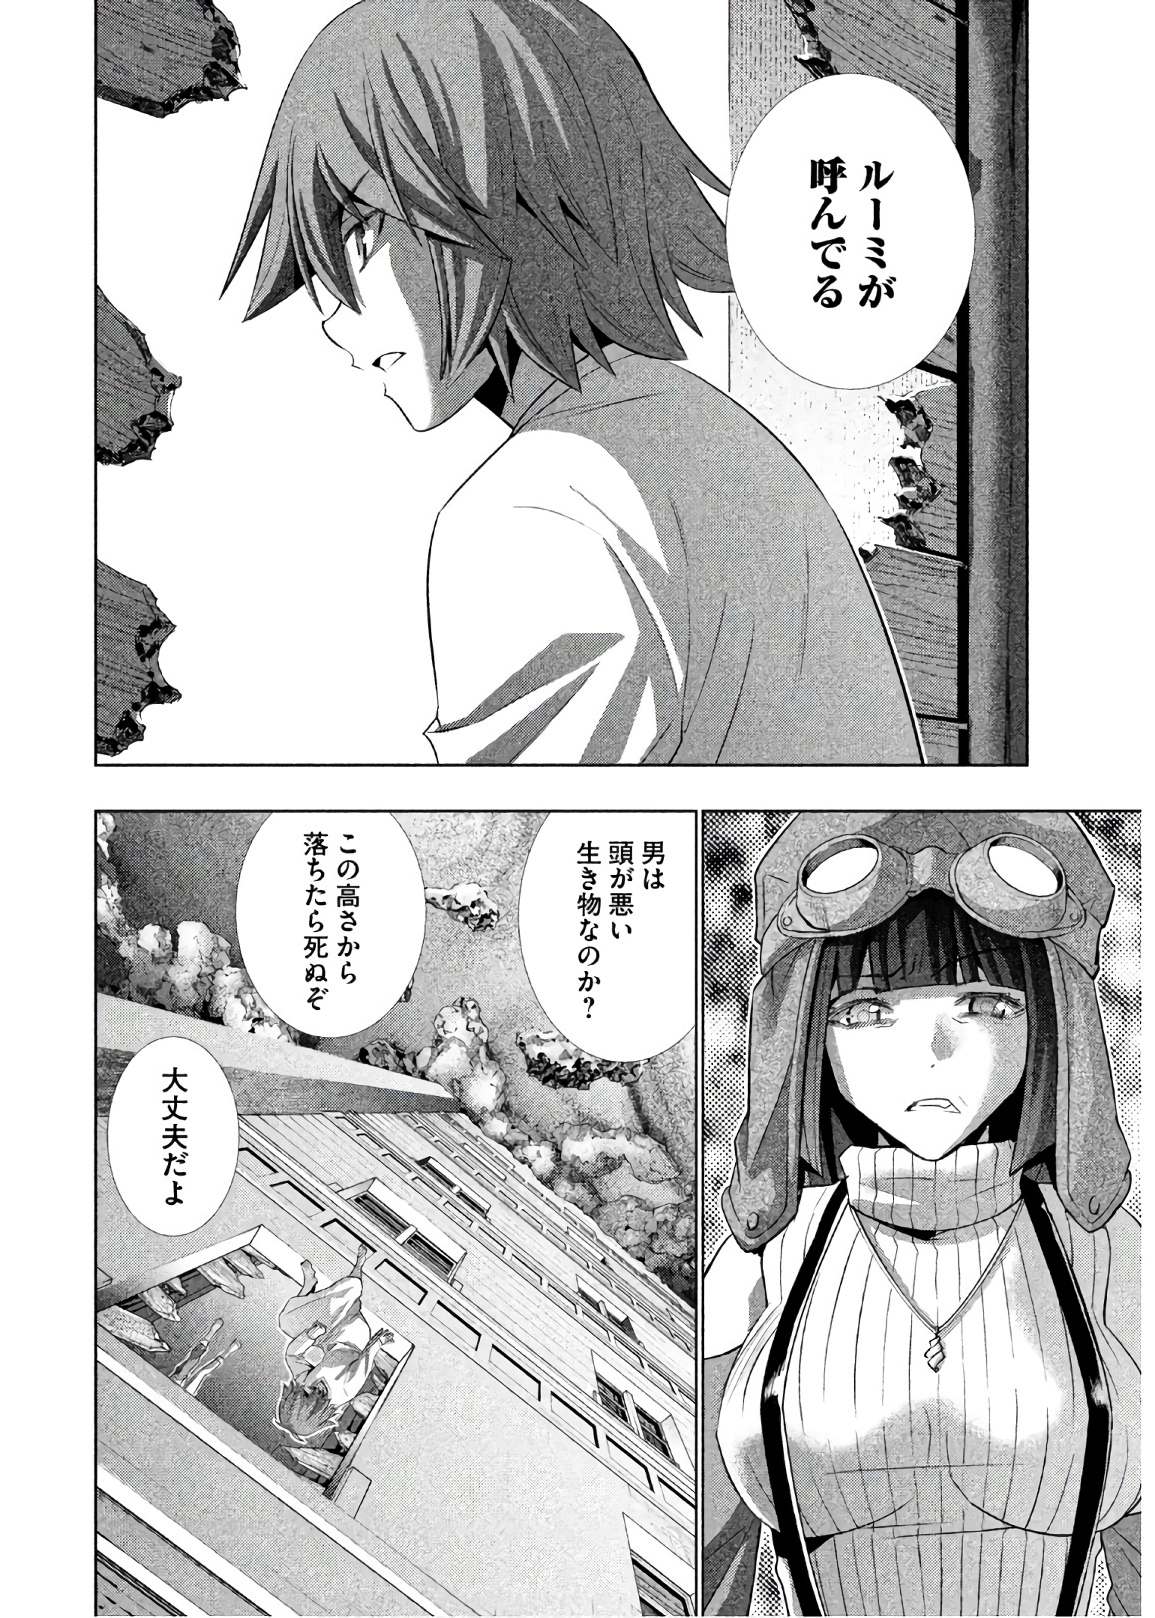 ルーミが
呼んでる
男は
頭が悪い
生き物なのか?
この高さから
落ちたら死ぬぞ
大丈夫だよ